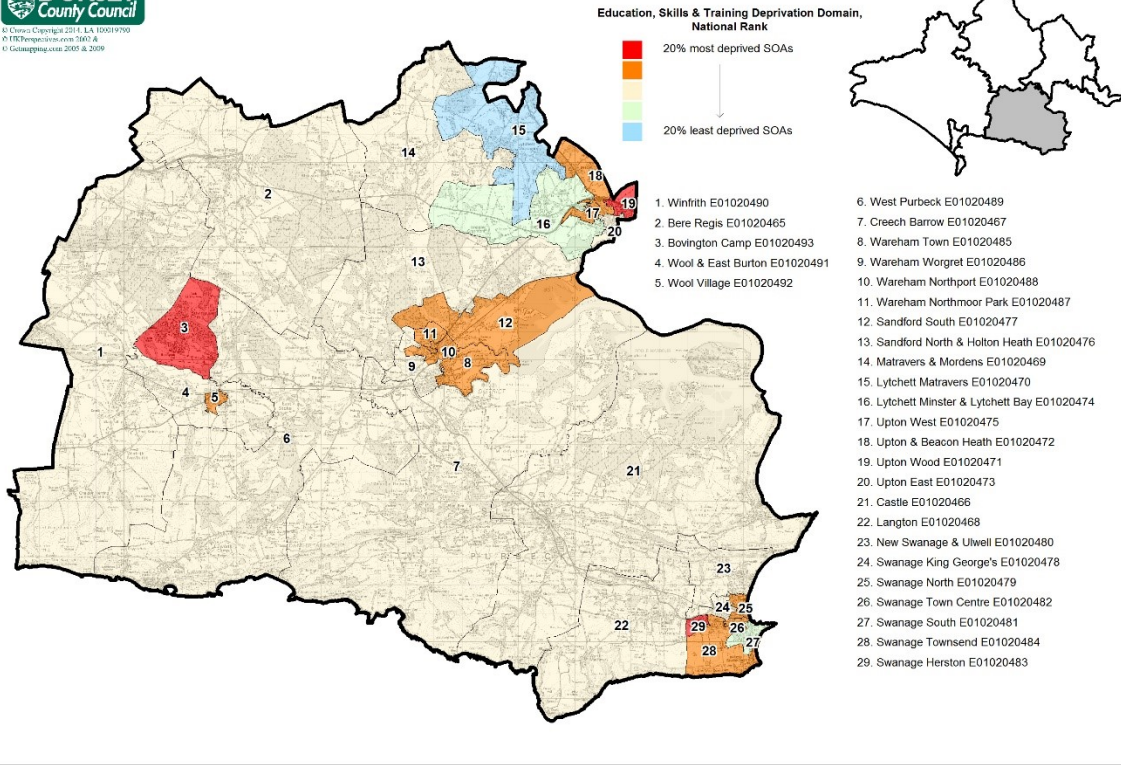 County Council
© Crown Copyright 2014. LA 100019790
© UKPerspectives.com 2002 &
© Getmapping.com 2005 & 2009
Education, Skills & Training Deprivation Domain,
National Rank
20% most deprived SOAs
20% least deprived SOAs
1. Winfrith E01020490
2. Bere Regis E01020465
3. Bovington Camp E01020493
4. Wool & East Burton E01020491
5. Wool Village E01020492
6. West Purbeck E01020489
7. Creech Barrow E01020467
8. Wareham Town E01020485
9. Wareham Worgret E01020486
10. Wareham Northport E01020488
11. Wareham Northmoor Park E01020487
12. Sandford South E01020477
13. Sandford North & Holton Heath E01020476
14. Matravers & Mordens E01020469
15. Lytchett Matravers E01020470
16. Lytchett Minster & Lytchett Bay E01020474
17. Upton West E01020475
18. Upton & Beacon Heath E01020472
19. Upton Wood E01020471
20. Upton East E01020473
21. Castle E01020466
22. Langton E01020468
23. New Swanage & Ulwell E01020480
24. Swanage King George's E01020478
25. Swanage North E01020479
26. Swanage Town Centre E01020482
27. Swanage South E01020481
28. Swanage Townsend E01020484
29. Swanage Herston E01020483
15
14
18
2
19
17
16
20
13
12
3
11
10
1
9
8
4
5
6
7
21
23
24
25
22
29
26
27
28